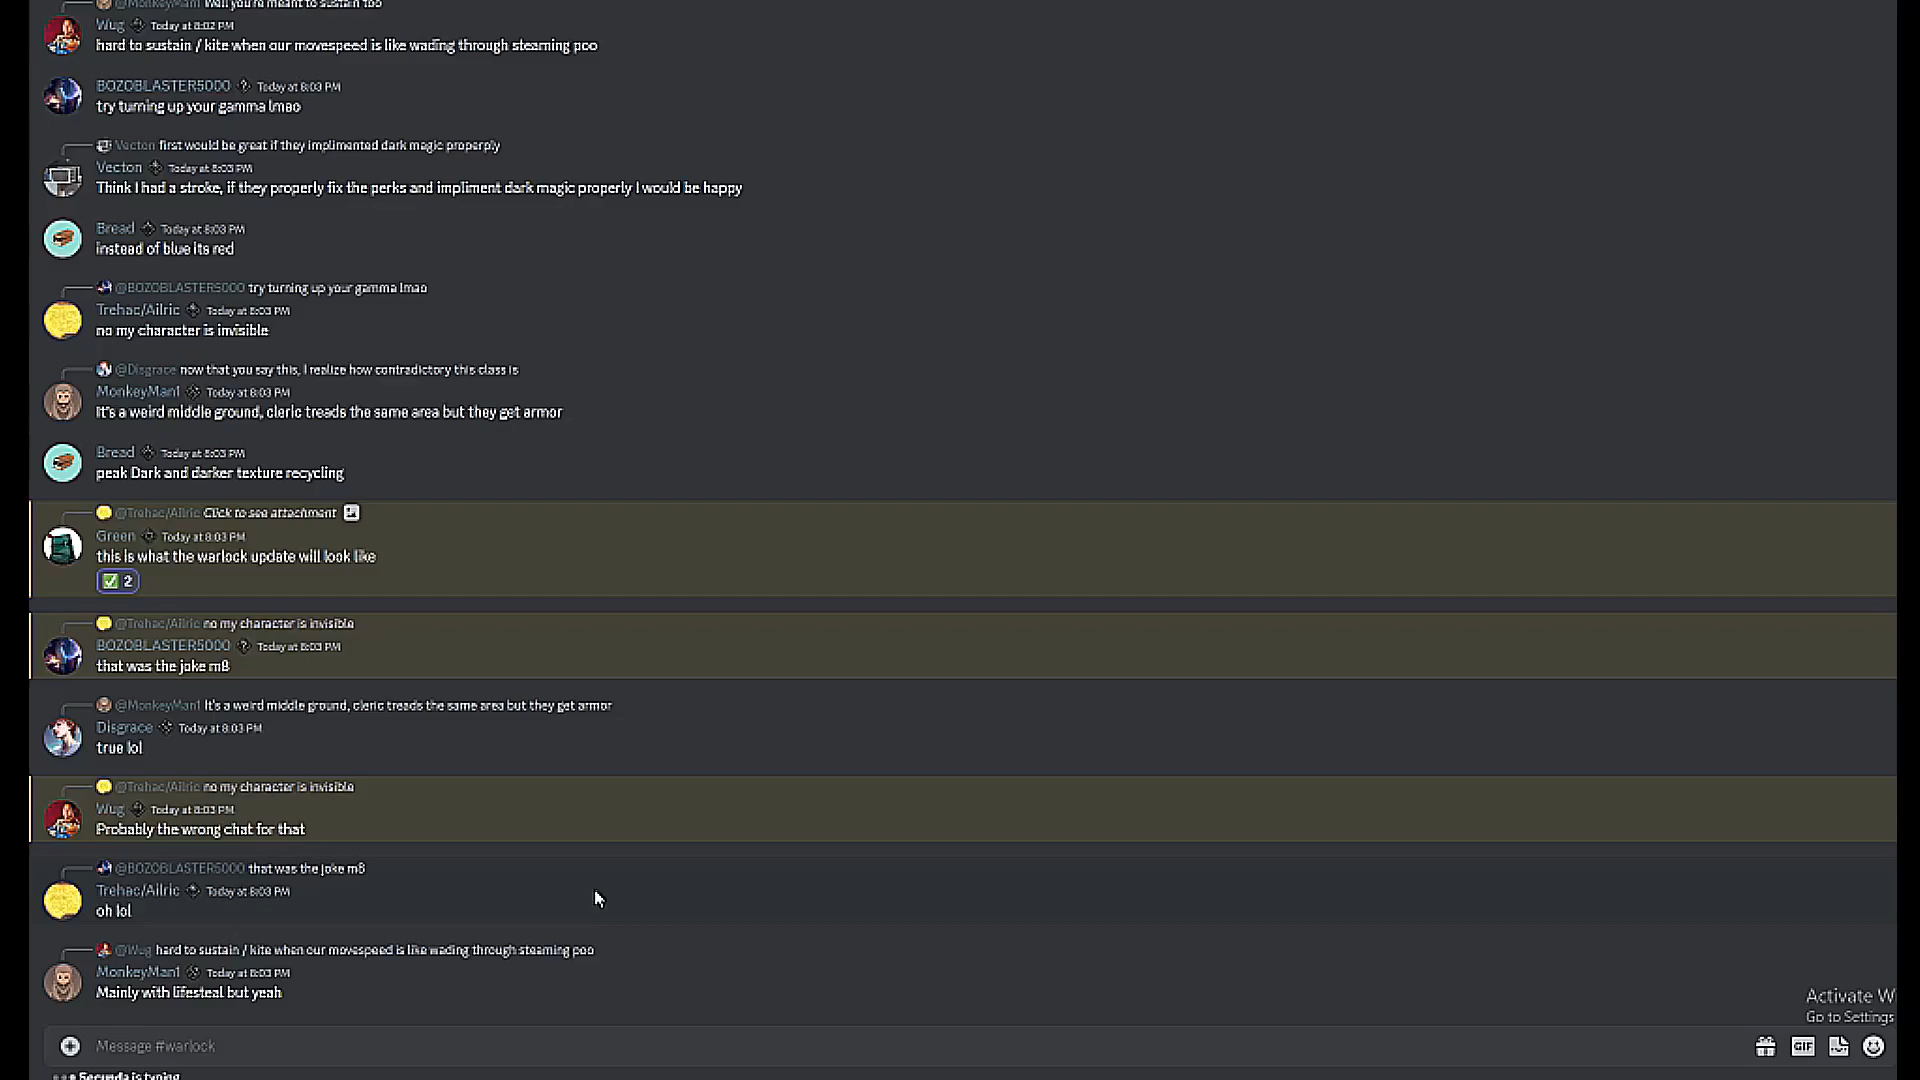 @MonkeyMan1 Well you're meant to sustain too
Wug Today at 8:02 PM
hard to sustain / kite when our movespeed is like wading through steaming poo
BOZOBLASTER5000 Today at 8:03 PM
try turning up your gamma lmao
Vecton first would be great if they implimented dark magic properply
Vecton Today at 8:03 PM
Think I had a stroke, if they properly fix the perks and impliment dark magic properly I would be happy
Bread Today at 8:03 PM
instead of blue its red
@BOZOBLASTER5000 try turning up your gamma lmao
Trehac/Ailric Today at 8:03 PM
no my character is invisible
@Disgrace now that you say this, I realize how contradictory this class is
MonkeyMan1 Today at 8:03 PM
It's a weird middle ground, cleric treads the same area but they get armor
Bread Today at 8:03 PM
peak Dark and darker texture recycling
@Trehac/Ailric Click to see attachment
Green Today at 8:03 PM
this is what the warlock update will look like
2
@Trehac/Ailric no my character is invisible
BOZOBLASTER5000 Today at 8:03 PM
that was the joke m8
@MonkeyMan1 It's a weird middle ground, cleric treads the same area but they get armor
Disgrace Today at 8:03 PM
true lol
@Trehac/Ailric no my character is invisible
Wug Today at 8:03 PM
Probably the wrong chat for that
@BOZOBLASTER5000 that was the joke m8
Trehac/Ailric Today at 8:03 PM
oh lol
@Wug hard to sustain / kite when our movespeed is like wading through steaming poo
MonkeyMan1 Today at 8:03 PM
Mainly with lifesteal but yeah
Activate W
Go to Settings
Message #warlock
GIF
Secunda is typing